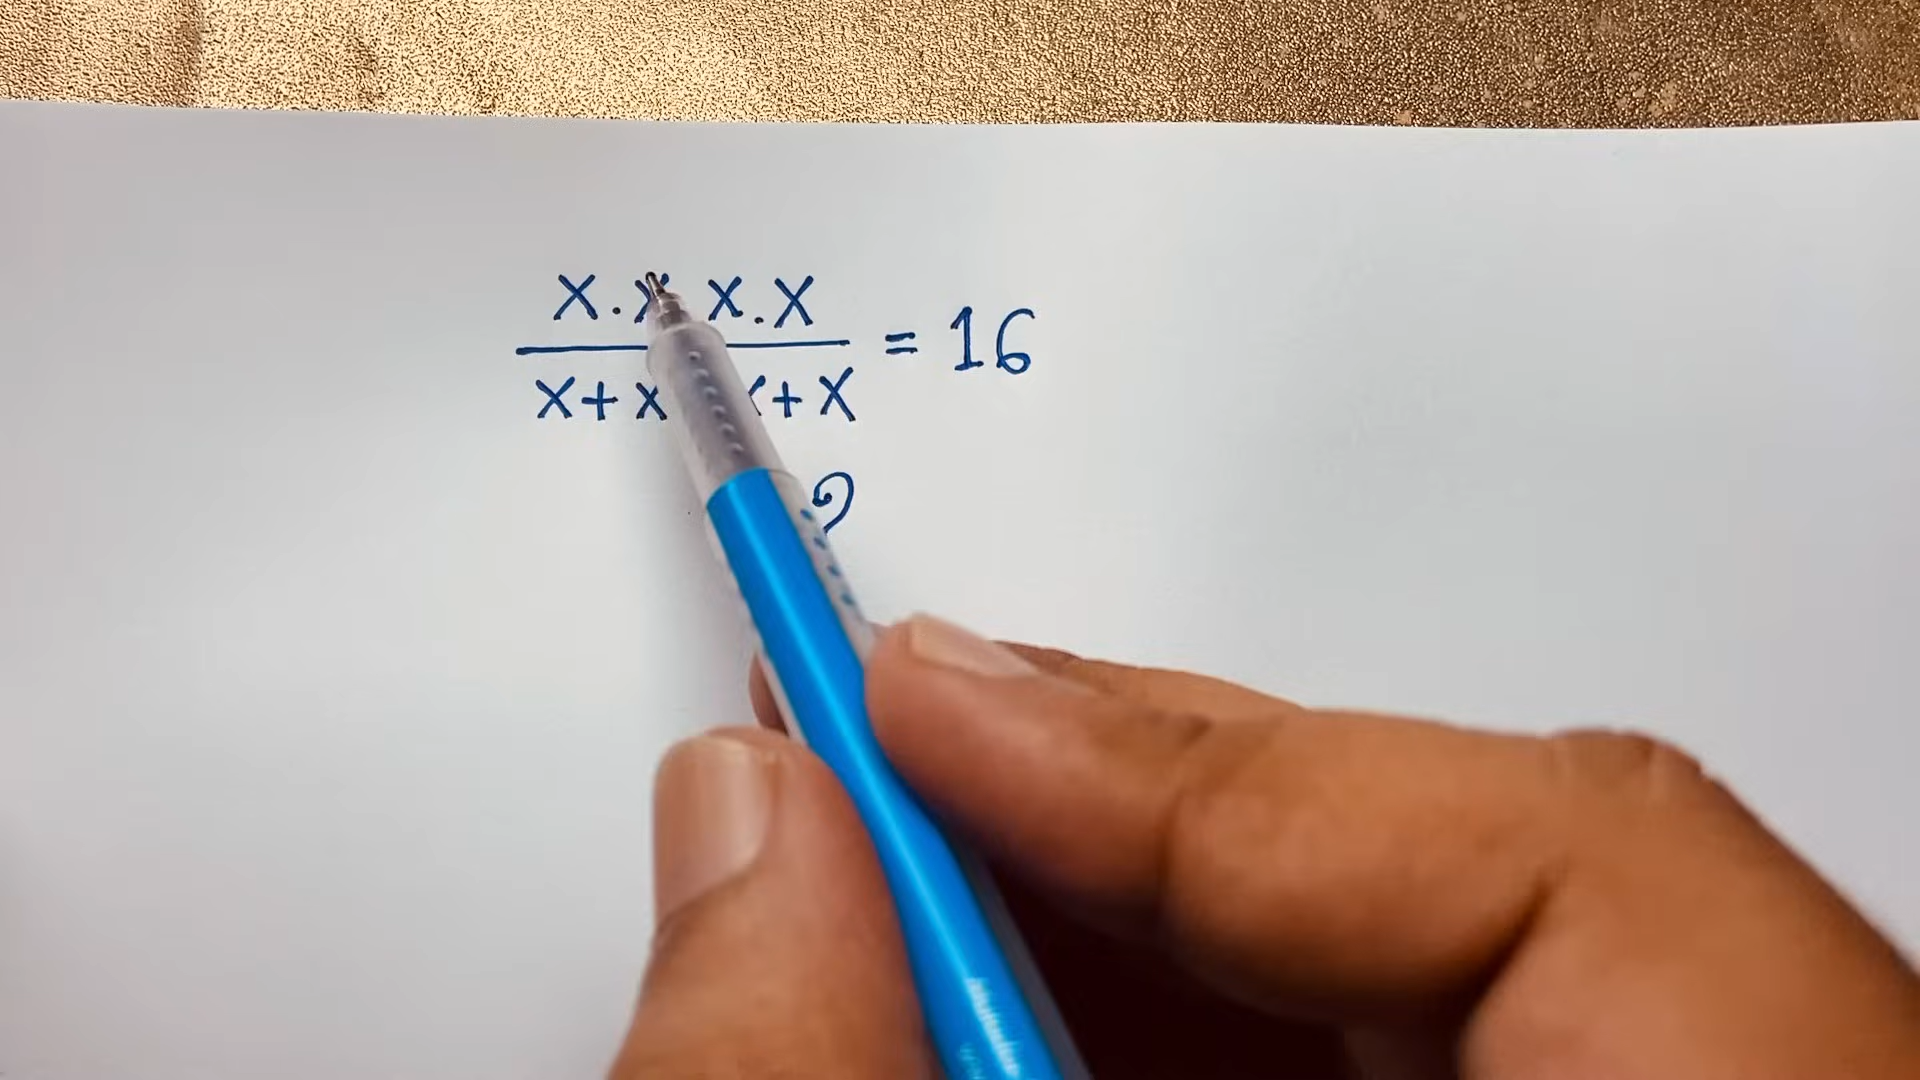 x . x x . x
x + x x + x = 16
?